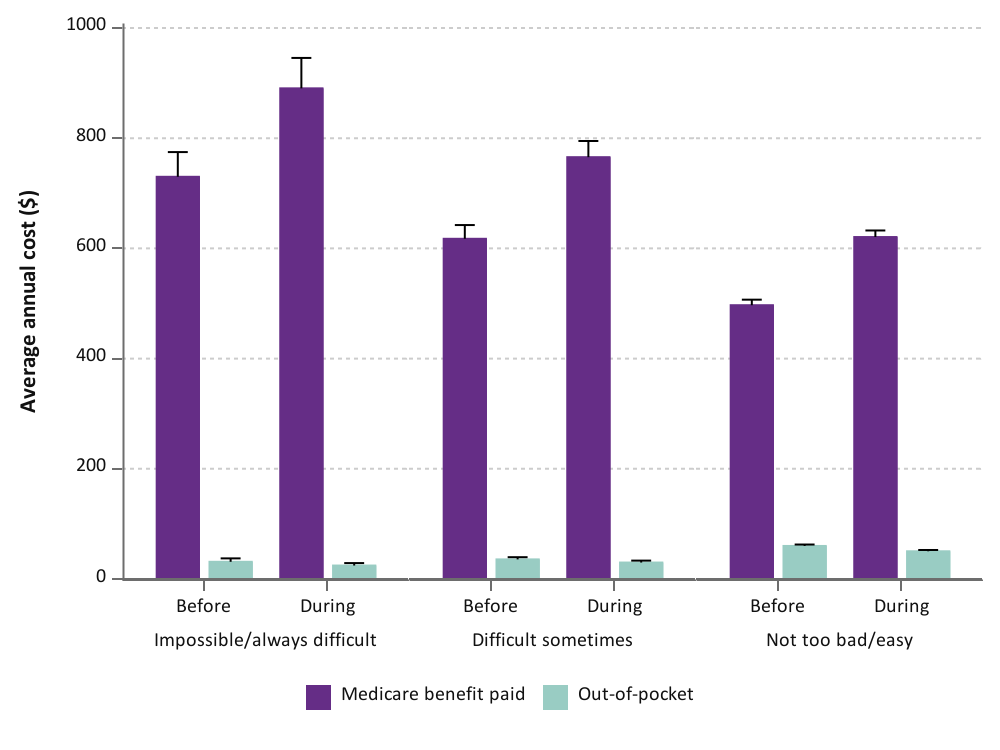 Average annual cost ($)
1000
800
600
400
200
0
Before During Before During Before During
Impossible/always difficult Difficult sometimes Not too bad/easy
Medicare benefit paid Out-of-pocket